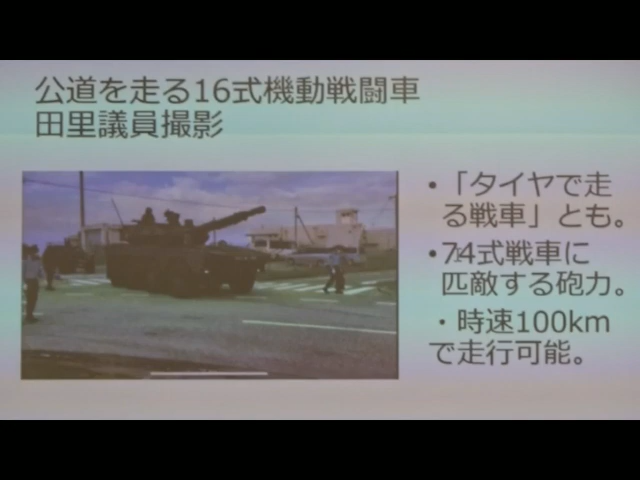 公道を走る16式機動戦闘車
田里議員撮影
・「タイヤで走
る戦車」とも。
・74式戦車に
匹敵する砲力。
・時速100km
で走行可能。